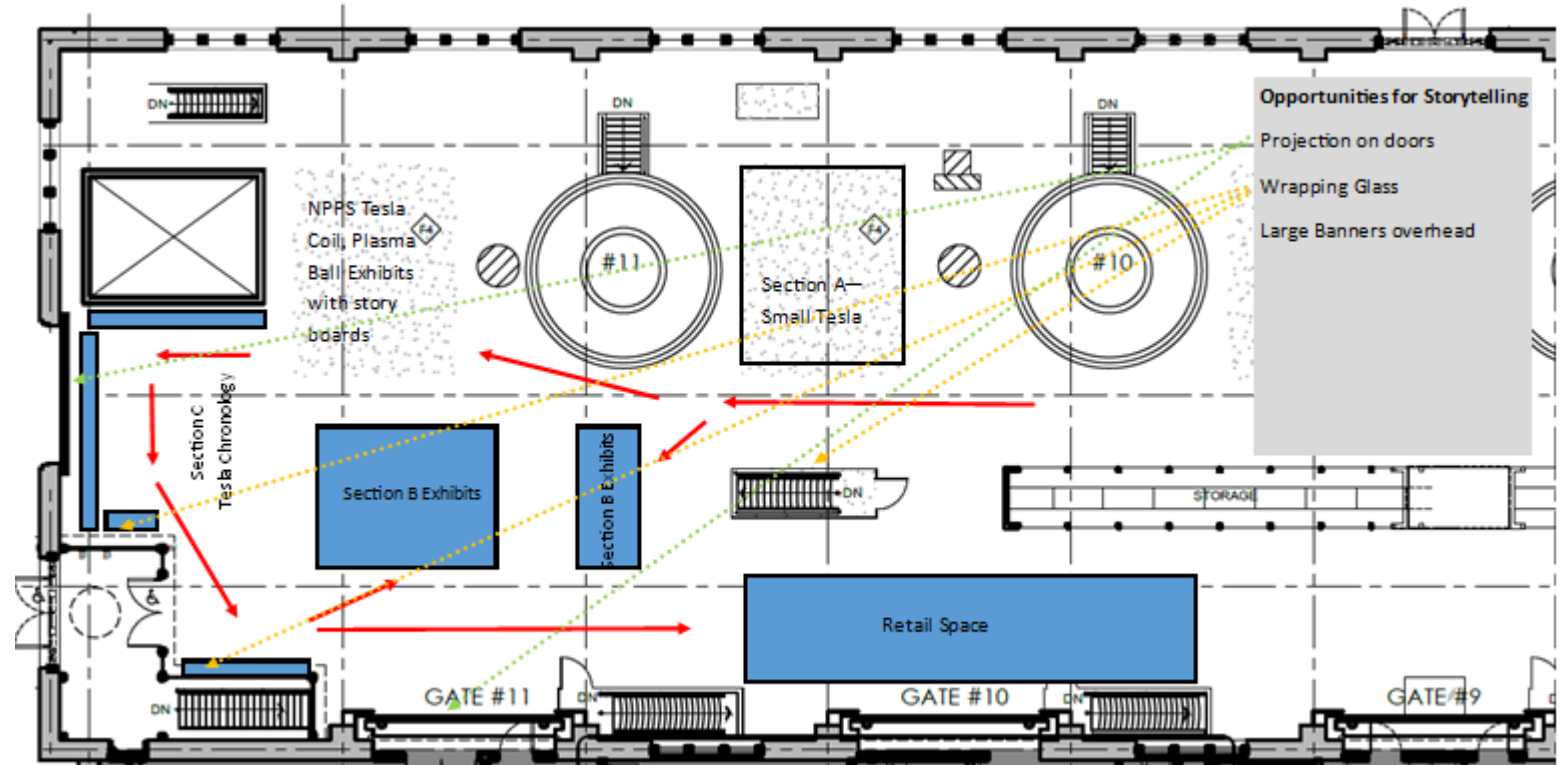 DN
DN
DN
Opportunities for Storytelling
Projection on doors
Wrapping Glass
Large Banners overhead
NPPS Tesla
Coil, Plasma
Ball Exhibits
with story
boards
F4
#11
Section A—
Small Tesla
F4
#10
Section C
Tesla Chronology
Section B Exhibits
Section B Exhibits
DN
STORAGE
Retail Space
DN
GATE #11
DN
GATE #10
DN
GATE #9